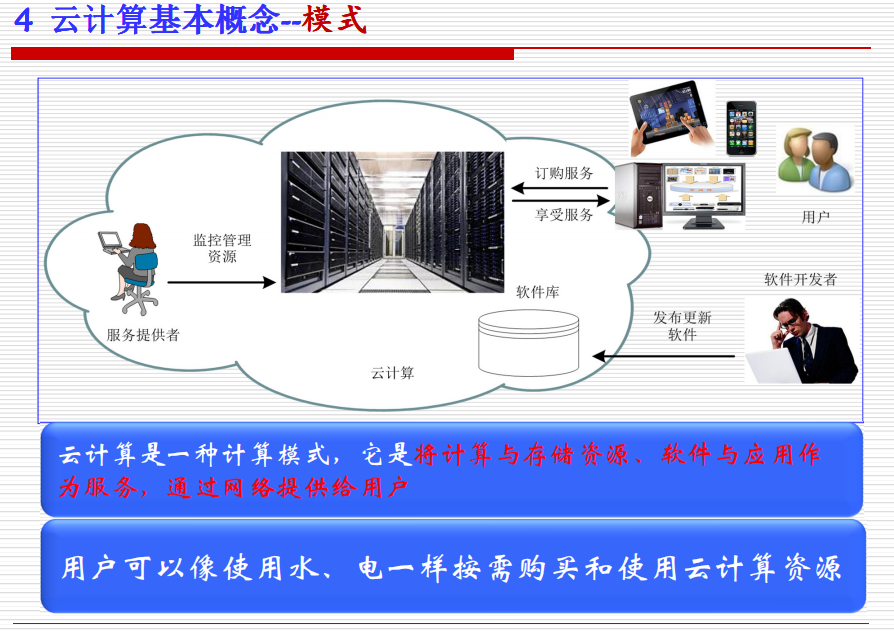 4 云计算基本概念--模式
订购服务
享受服务
用户
监控管理
资源
软件开发者
软件库
发布更新
软件
服务提供者
云计算
云计算是一种计算模式，它是将计算与存储资源、软件与应用作
为服务，通过网络提供给用户
用户可以像使用水、电一样按需购买和使用云计算资源